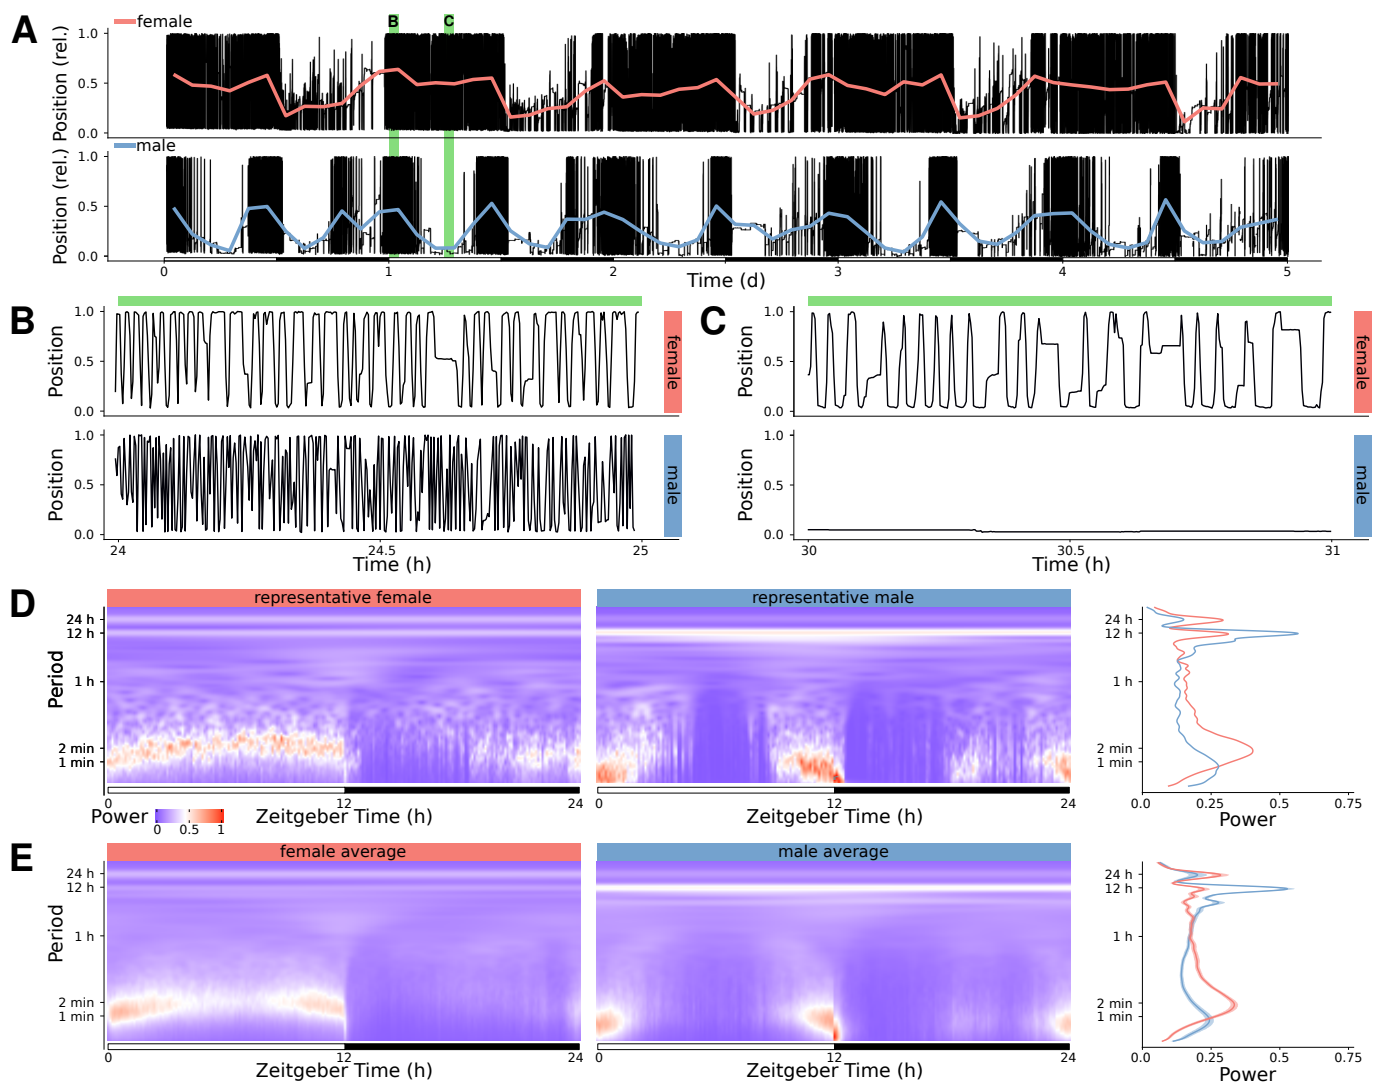 A
female
B
C
Position (rel.)
1.0
0.5
0.0
male
Position (rel.)
1.0
0.5
0.0
0 1 2 3 4 5
Time (d)
B
Position
1.0
0.5
0.0
female
Position
1.0
0.5
0.0
male
24 24.5 25
Time (h)
C
Position
1.0
0.5
0.0
female
Position
1.0
0.5
0.0
male
30 30.5 31
Time (h)
D
representative female
representative male
Period
24 h
12 h
1 h
2 min
1 min
0 12 24
Zeitgeber Time (h)
0 12 24
Zeitgeber Time (h)
Power
0 0.5 1
24 h
12 h
1 h
2 min
1 min
0.0 0.25 0.5 0.75
Power
E
female average
male average
Period
24 h
12 h
1 h
2 min
1 min
0 12 24
Zeitgeber Time (h)
0 12 24
Zeitgeber Time (h)
24 h
12 h
1 h
2 min
1 min
0.0 0.25 0.5 0.75
Power